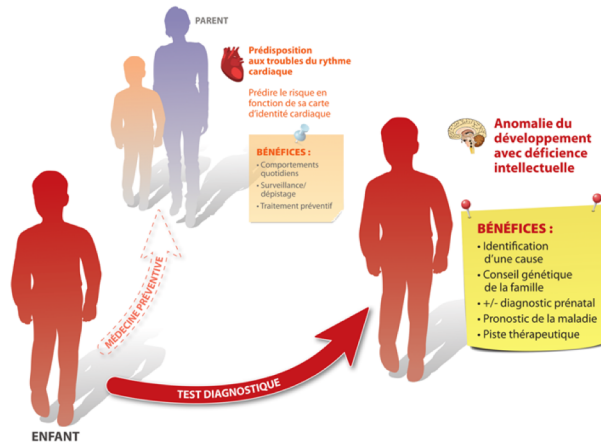 PARENT
Prédisposition
aux troubles du rythme
cardiaque
Prédire le risque en
fonction de sa carte
d'identité cardiaque
BÉNÉFICES :
• Comportements
quotidiens
• Surveillance/
dépistage
• Traitement préventif
Anomalie du
développement
avec déficience
intellectuelle
BÉNÉFICES :
• Identification
d'une cause
• Conseil génétique
de la famille
• +/- diagnostic prénatal
• Pronostic de la maladie
• Piste thérapeutique
MÉDECINE PRÉVENTIVE
TEST DIAGNOSTIQUE
ENFANT